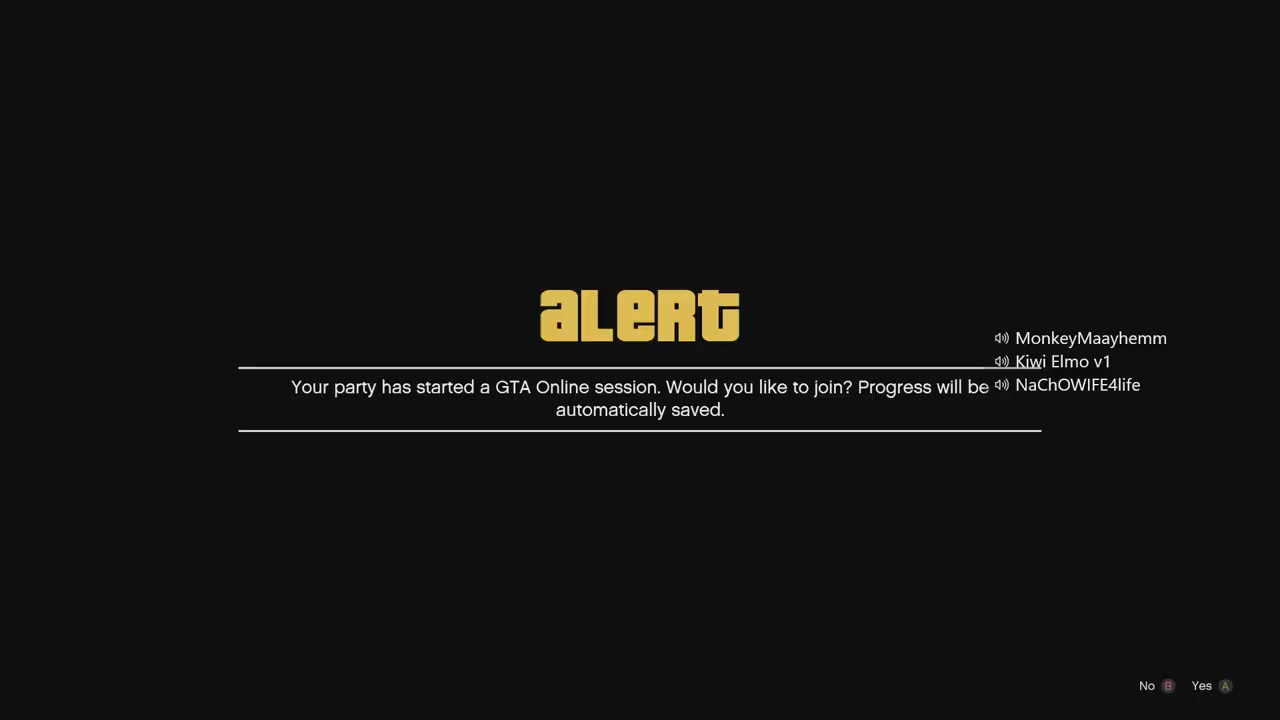 aLeRt
MonkeyMaayhemm
Kiwi Elmo v1
Your party has started a GTA Online session. Would you like to join? Progress will be
NaChOWIFE4life
automatically saved.
No B Yes A